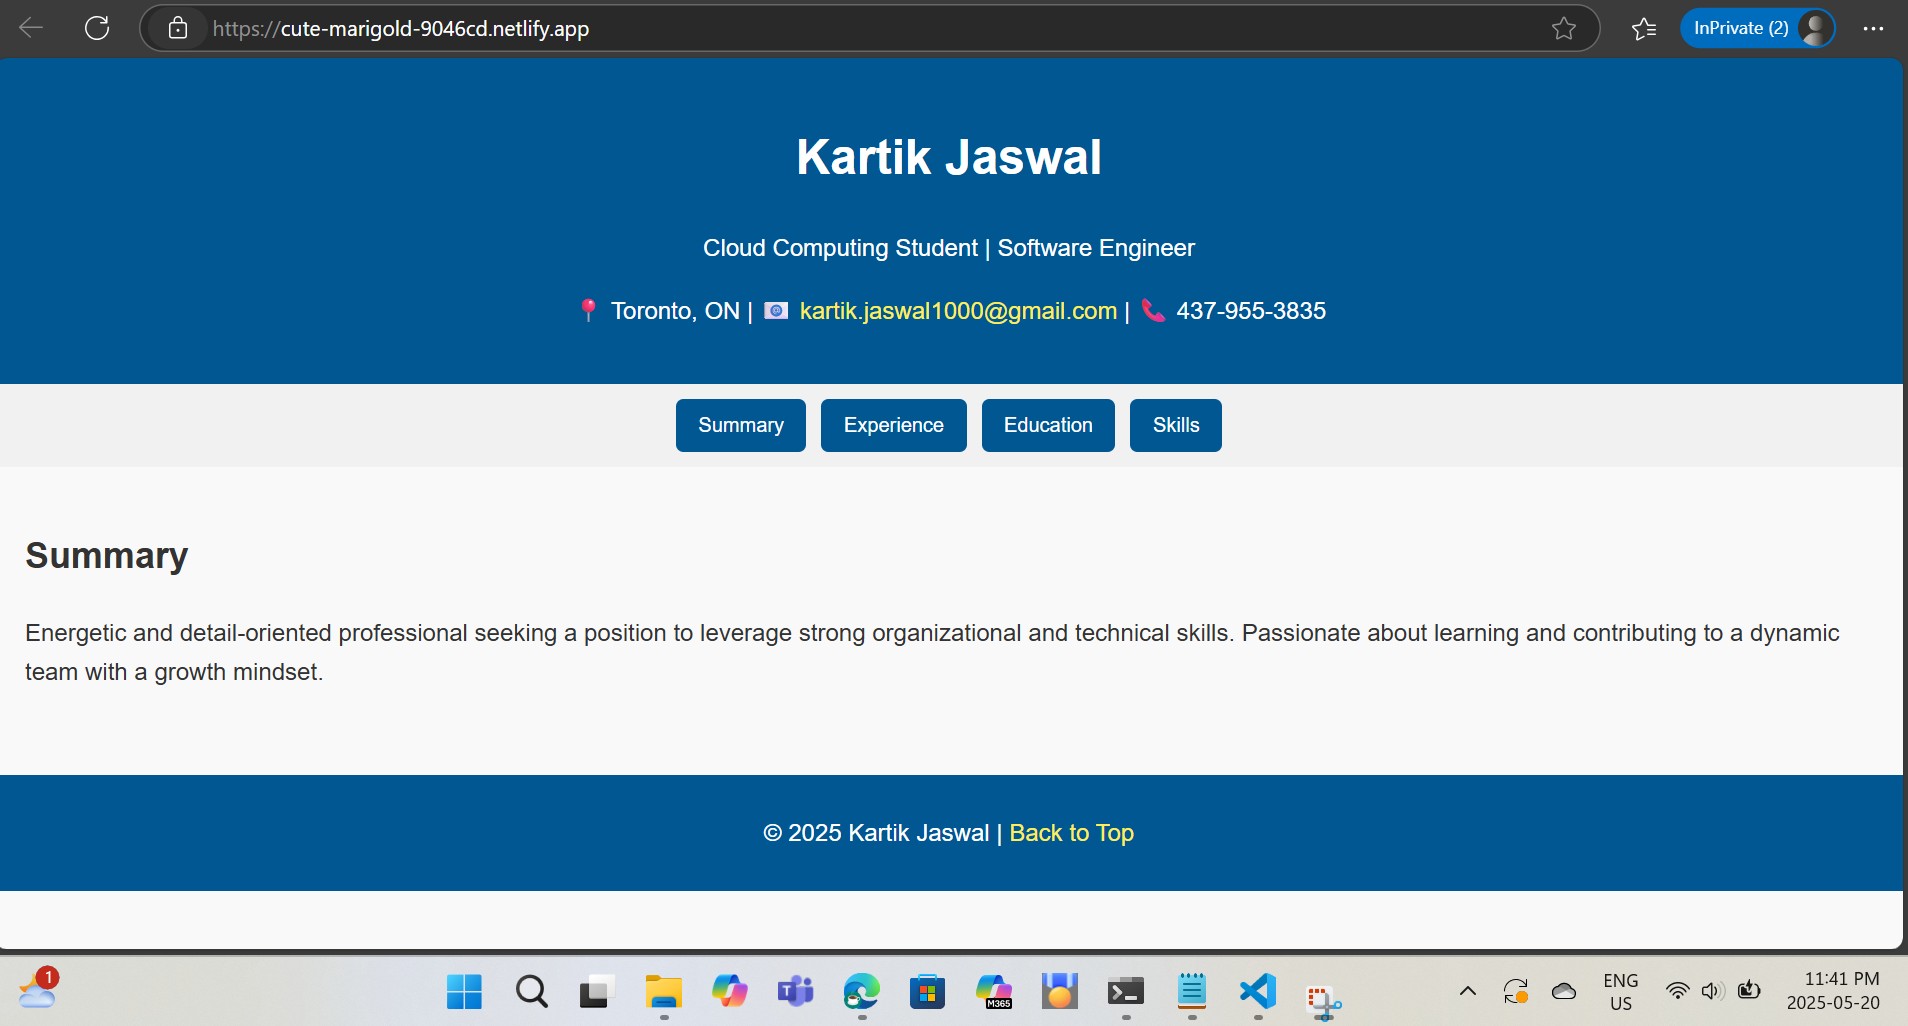 https://cute-marigold-9046cd.netlify.app
InPrivate (2)
Kartik Jaswal
Cloud Computing Student | Software Engineer
📍 Toronto, ON | 📧 kartik.jaswal1000@gmail.com | 📞 437-955-3835
Summary
Experience
Education
Skills
Summary
Energetic and detail-oriented professional seeking a position to leverage strong organizational and technical skills. Passionate about learning and contributing to a dynamic
team with a growth mindset.
© 2025 Kartik Jaswal | Back to Top
1
T
M365
ENG
US
11:41 PM
2025-05-20